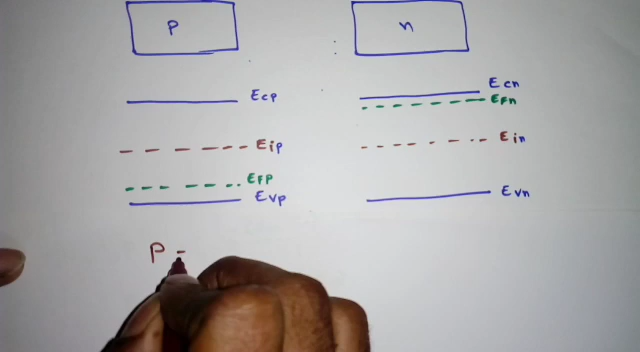 P n
Ecp Ecn
EFn
Eip Ein
EFp
Evp Evn
P =